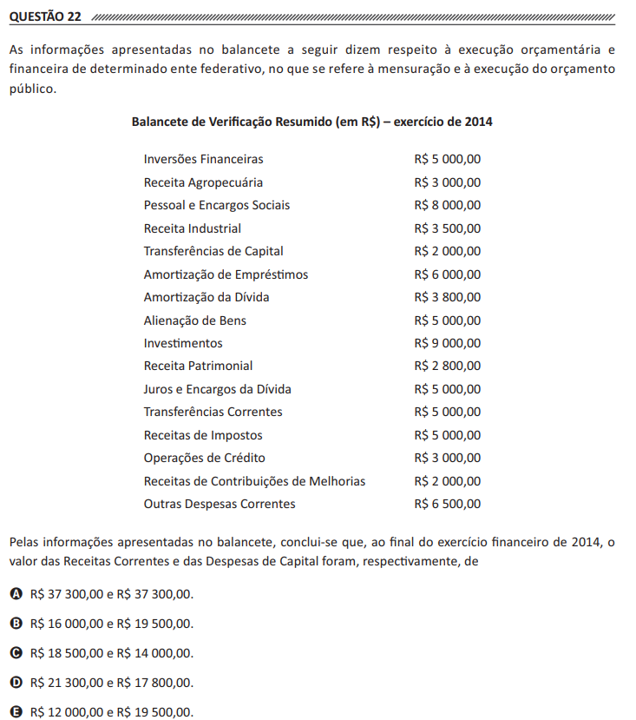 QUESTÃO 22
As informações apresentadas no balancete a seguir dizem respeito à execução orçamentária e
financeira de determinado ente federativo, no que se refere à mensuração e à execução do orçamento
público.
Balancete de Verificação Resumido (em R$) – exercício de 2014
Inversões Financeiras R$ 5 000,00
Receita Agropecuária R$ 3 000,00
Pessoal e Encargos Sociais R$ 8 000,00
Receita Industrial R$ 3 500,00
Transferências de Capital R$ 2 000,00
Amortização de Empréstimos R$ 6 000,00
Amortização da Dívida R$ 3 800,00
Alienação de Bens R$ 5 000,00
Investimentos R$ 9 000,00
Receita Patrimonial R$ 2 800,00
Juros e Encargos da Dívida R$ 5 000,00
Transferências Correntes R$ 5 000,00
Receitas de Impostos R$ 5 000,00
Operações de Crédito R$ 3 000,00
Receitas de Contribuições de Melhorias R$ 2 000,00
Outras Despesas Correntes R$ 6 500,00
Pelas informações apresentadas no balancete, conclui-se que, ao final do exercício financeiro de 2014, o
valor das Receitas Correntes e das Despesas de Capital foram, respectivamente, de
A R$ 37 300,00 e R$ 37 300,00.
B R$ 16 000,00 e R$ 19 500,00.
C R$ 18 500,00 e R$ 14 000,00.
D R$ 21 300,00 e R$ 17 800,00.
E R$ 12 000,00 e R$ 19 500,00.